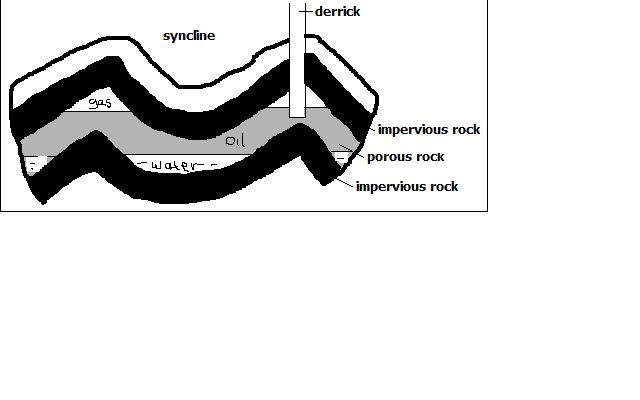 derrick
syncline
gas
impervious rock
oil
porous rock
water
impervious rock